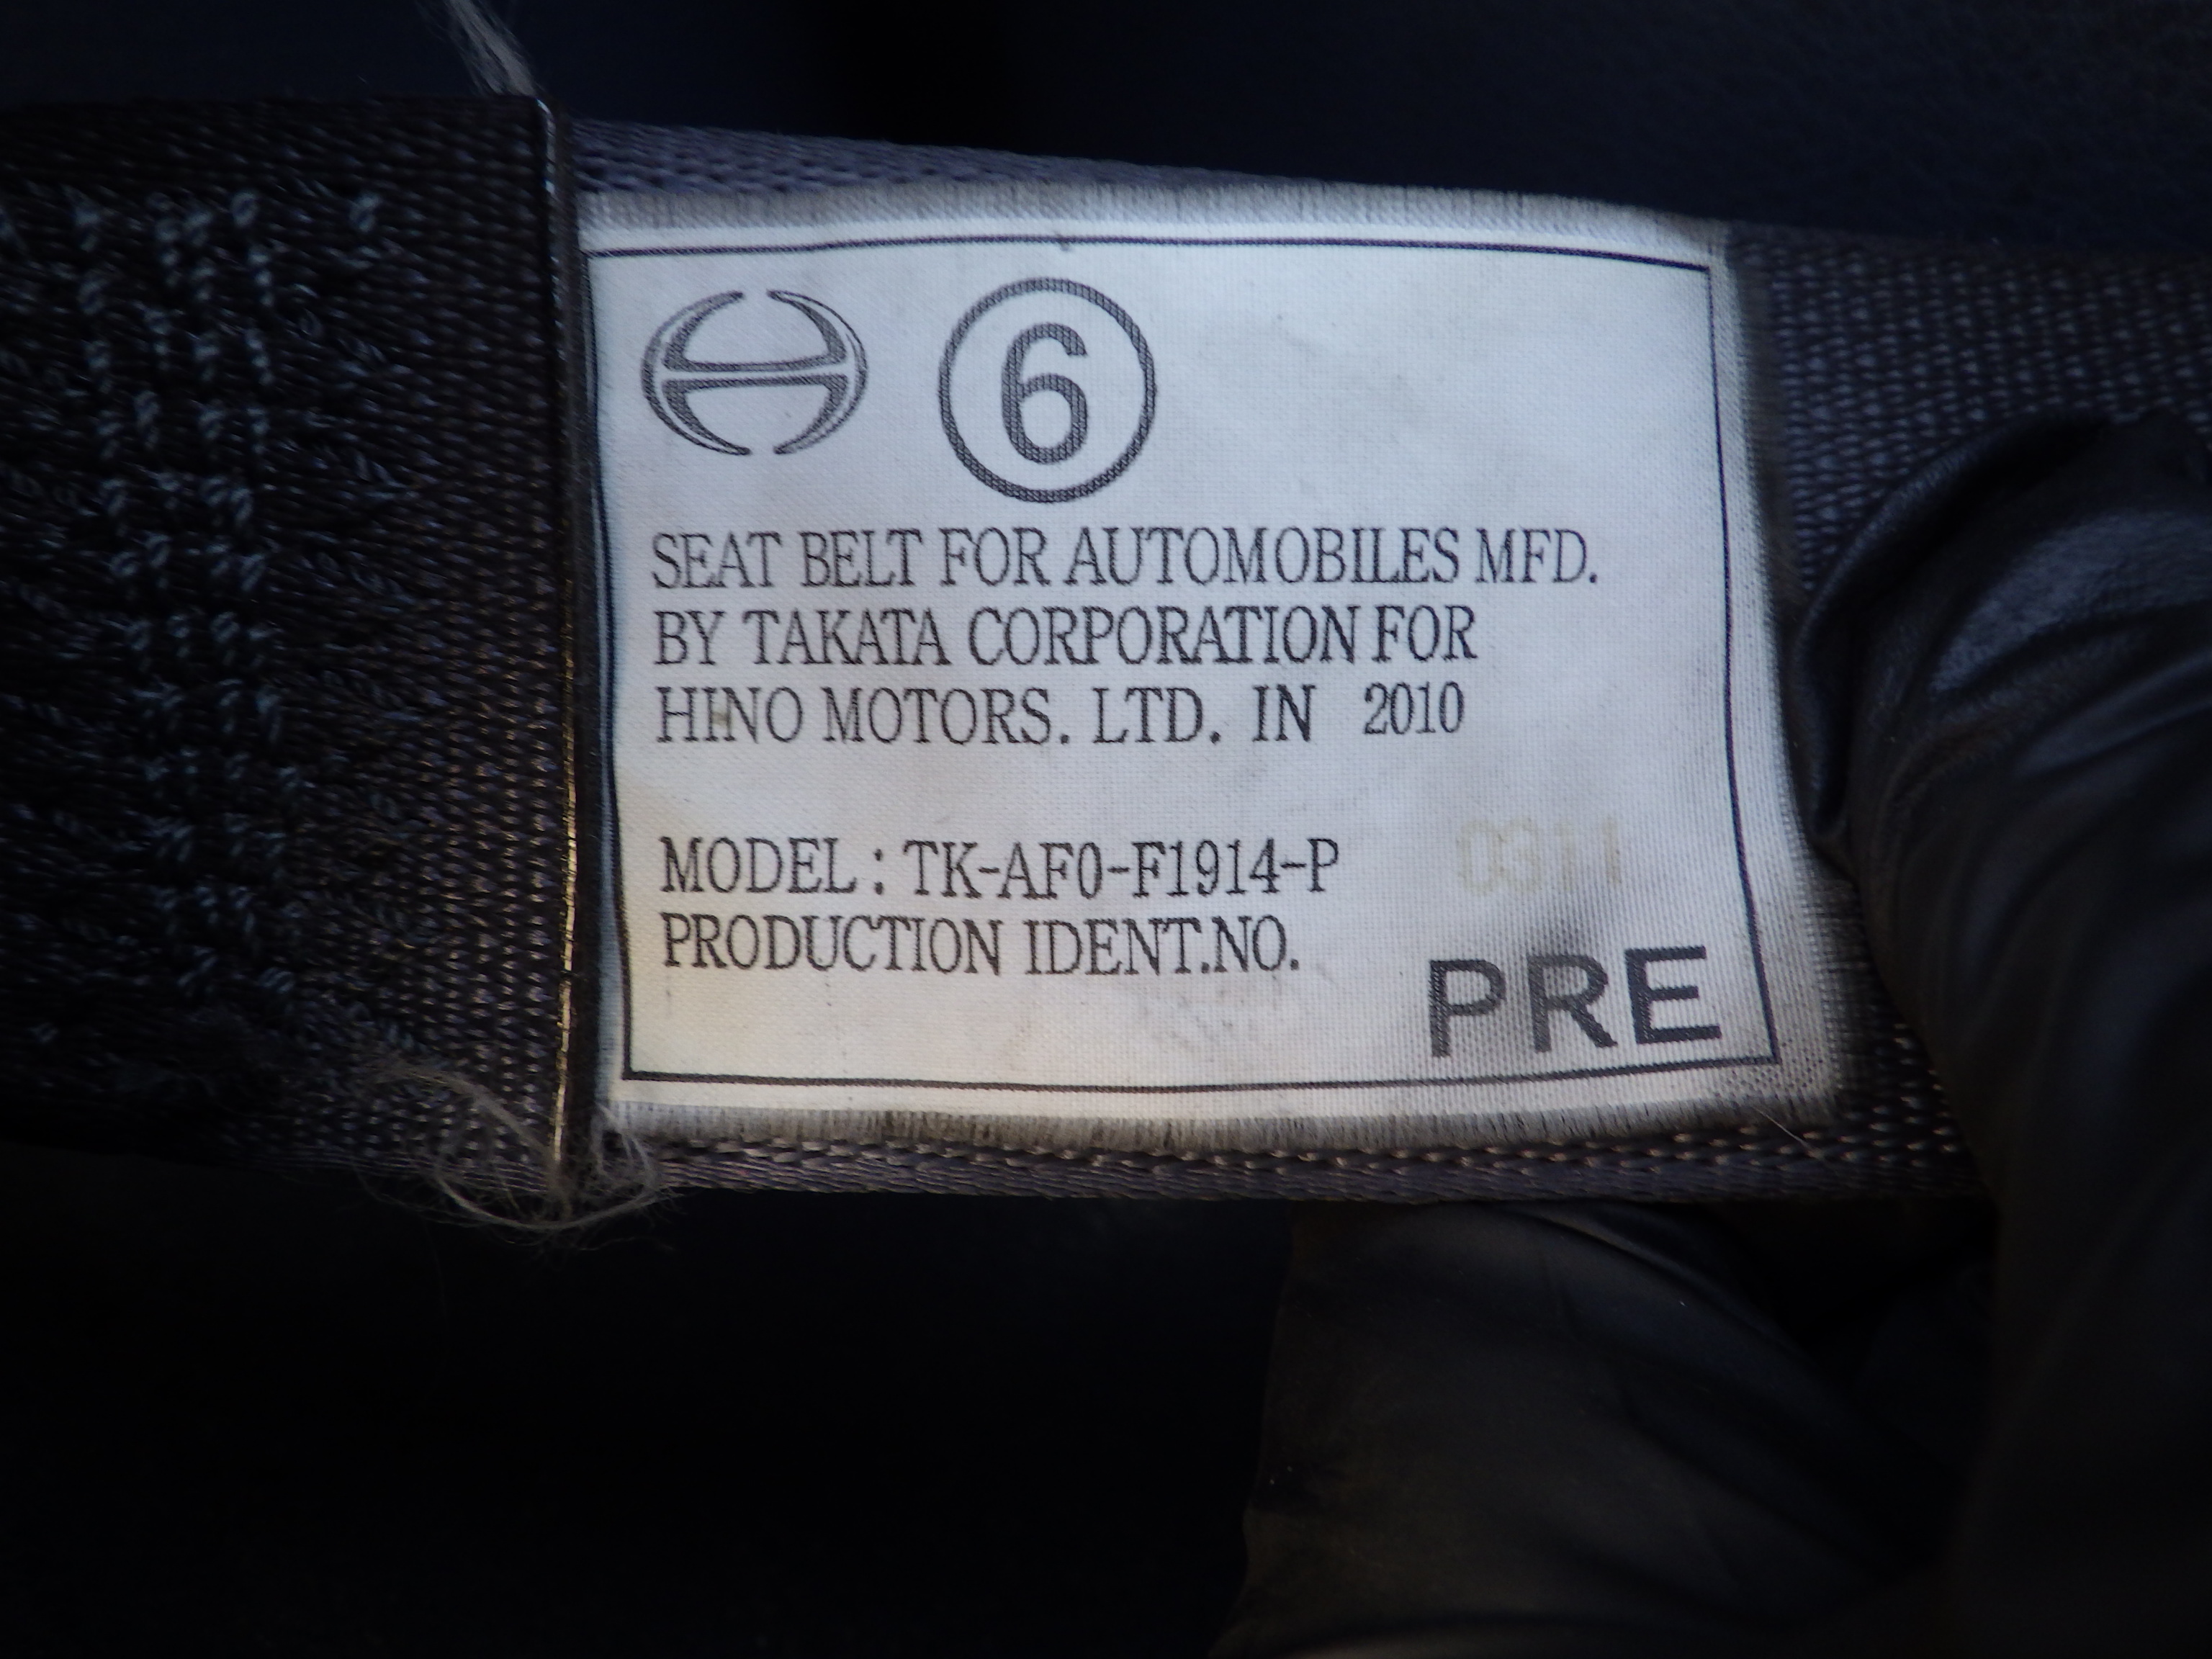 6
SEAT BELT FOR AUTOMOBILES MFD.
BY TAKATA CORPORATION FOR
HINO MOTORS. LTD. IN 2010
MODEL : TK-AF0-F1914-P 0311
PRODUCTION IDENT.NO.
PRE